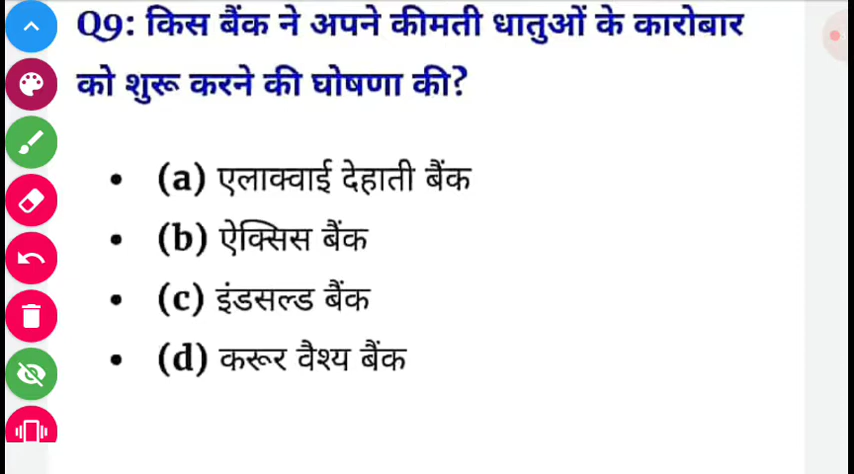 Q9: किस बैंक ने अपने कीमती धातुओं के कारोबार
को शुरू करने की घोषणा की?
• (a) एलाक्वाई देहाती बैंक
• (b) ऐक्सिस बैंक
• (c) इंडसल्ड बैंक
• (d) करूर वैश्य बैंक